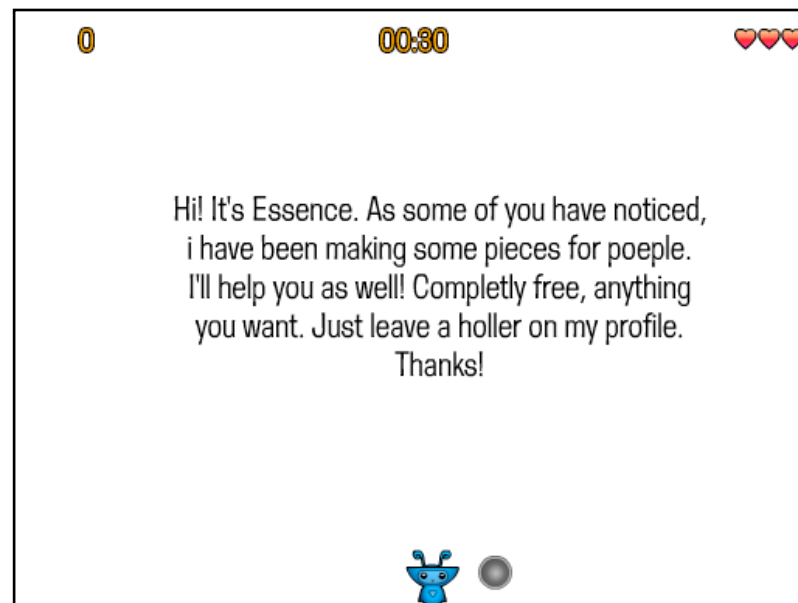 0 00:30
Hi! It's Essence. As some of you have noticed,
i have been making some pieces for poeple.
I'll help you as well! Completly free, anything
you want. Just leave a holler on my profile.
Thanks!